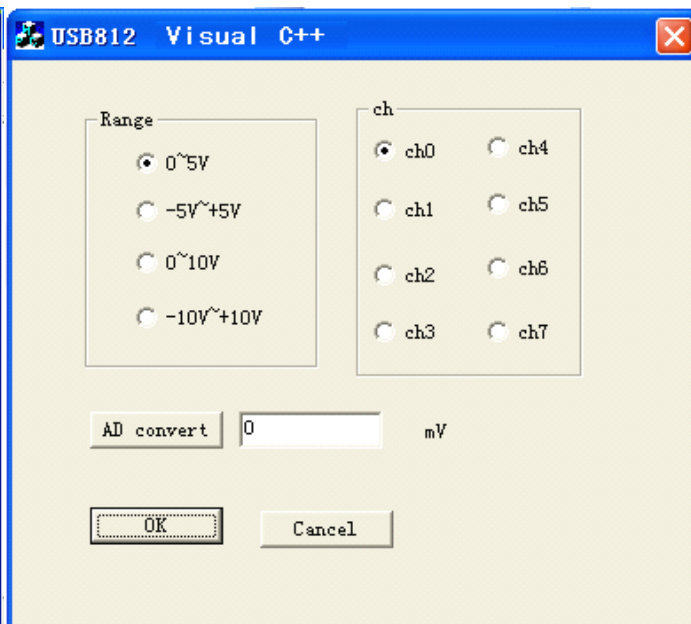 USB812 Visual C++
Range
0~5V
-5V~+5V
0~10V
-10V~+10V
ch
ch0
ch1
ch2
ch3
ch4
ch5
ch6
ch7
AD convert
0
mV
OK
Cancel